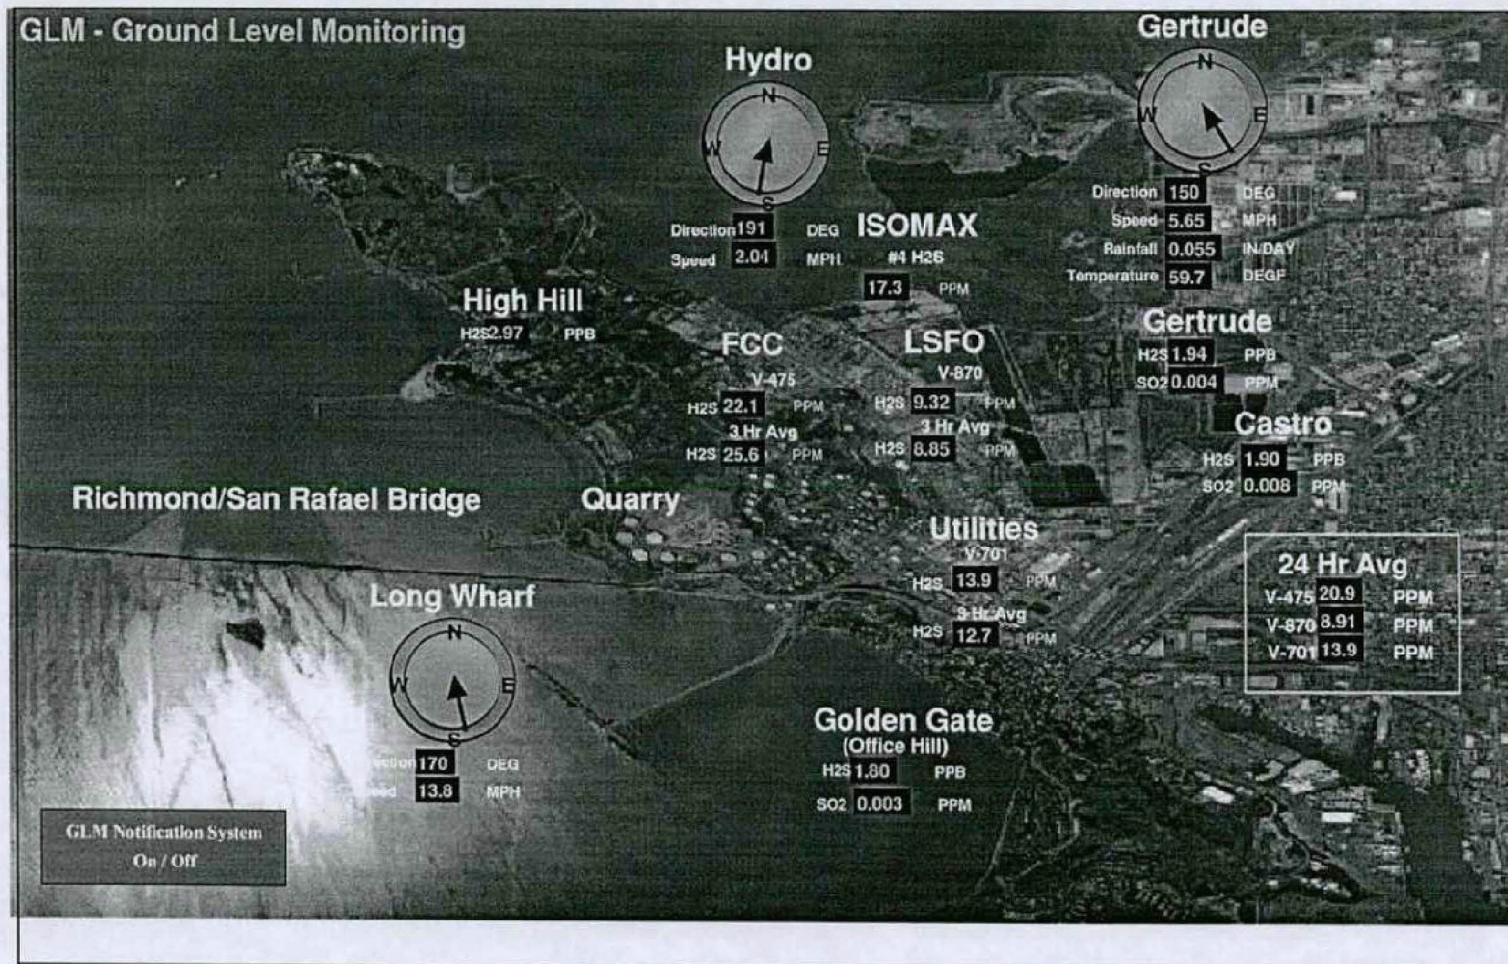 GLM - Ground Level Monitoring
Hydro
N
W E
S
Direction 191 DEG
Speed 2.04 MPH
Gertrude
N
W E
S
Direction 150 DEG
Speed 5.65 MPH
Rainfall 0.055 IN/DAY
Temperature 59.7 DEGF
ISOMAX
#4 H2S
17.3 PPM
High Hill
H2S 2.97 PPB
FCC
V-475
H2S 22.1 PPM
3 Hr Avg
H2S 25.6 PPM
LSFO
V-870
H2S 9.32 PPM
3 Hr Avg
H2S 8.85 PPM
Gertrude
H2S 1.94 PPB
SO2 0.004 PPM
Castro
H2S 1.90 PPB
SO2 0.008 PPM
Richmond/San Rafael Bridge
Quarry
Utilities
V-701
H2S 13.9 PPM
3 Hr Avg
H2S 12.7 PPM
24 Hr Avg
V-475 20.9 PPM
V-870 8.91 PPM
V-701 13.9 PPM
Long Wharf
N
W E
S
170 DEG
13.8 MPH
Golden Gate
(Office Hill)
H2S 1.80 PPB
SO2 0.003 PPM
GLM Notification System
On / Off